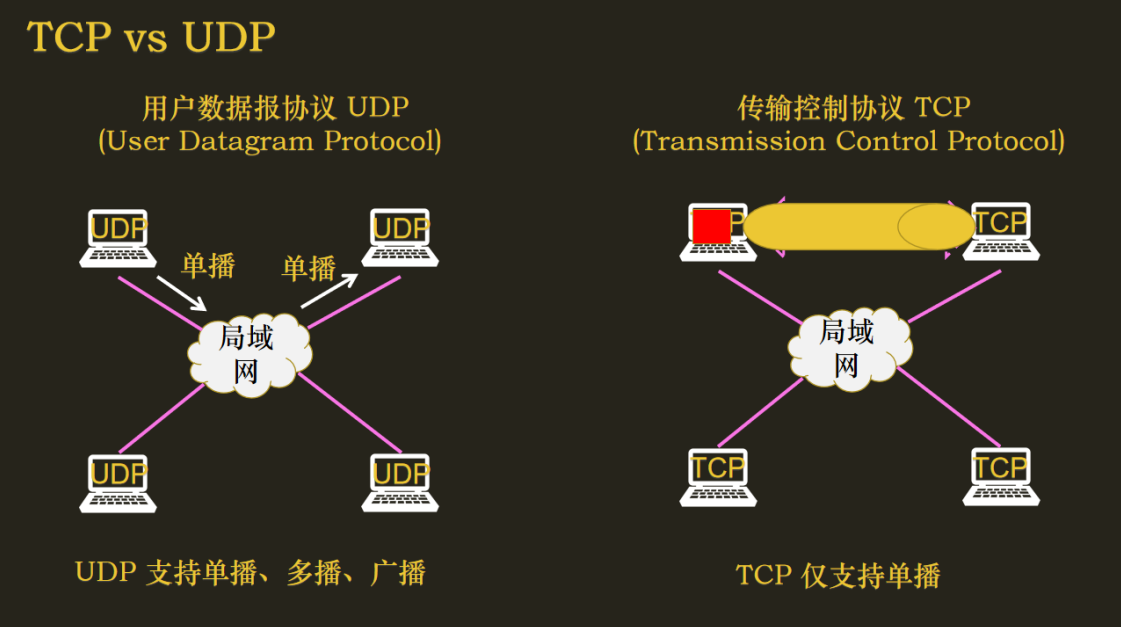 TCP vs UDP
用户数据报协议 UDP
(User Datagram Protocol)
传输控制协议 TCP
(Transmission Control Protocol)
UDP
UDP
单播
单播
局域
网
UDP
UDP
UDP 支持单播、多播、广播
TCP
局域
网
TCP
TCP
TCP 仅支持单播